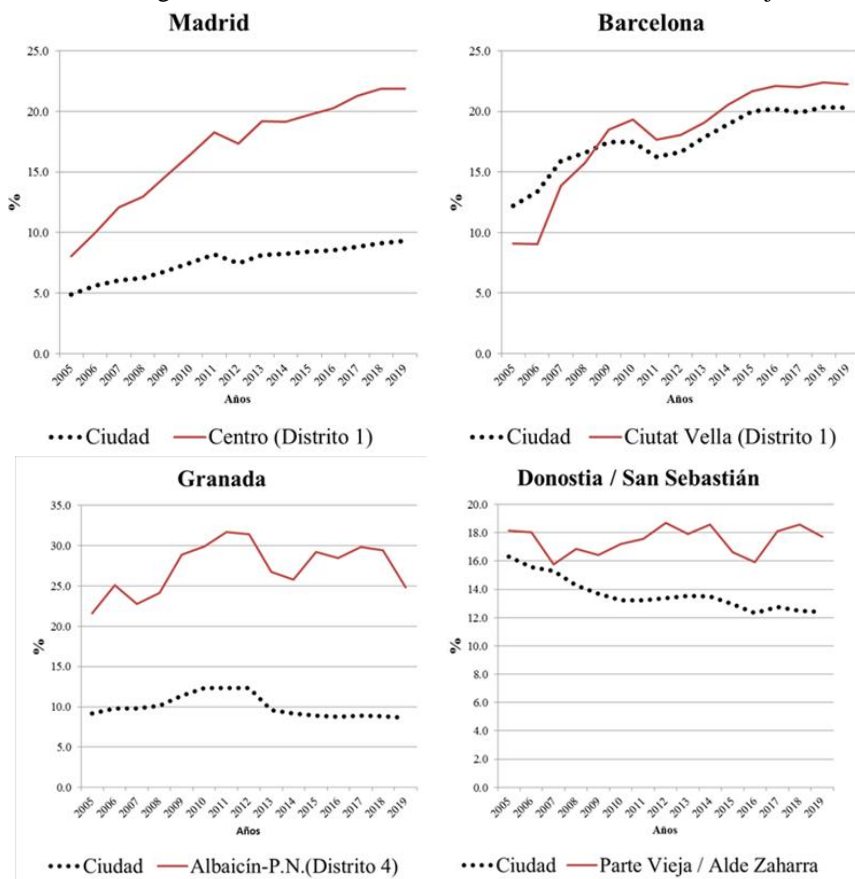 Madrid
25.0
20.0
15.0
10.0
5.0
0.0
%
2005 2006 2007 2008 2009 2010 2011 2012 2013 2014 2015 2016 2017 2018 2019
Años
Ciudad Centro (Distrito 1)
Barcelona
25.0
20.0
15.0
10.0
5.0
0.0
%
2005 2006 2007 2008 2009 2010 2011 2012 2013 2014 2015 2016 2017 2018 2019
Años
Ciudad Ciutat Vella (Distrito 1)
Granada
35.0
30.0
25.0
20.0
15.0
10.0
5.0
0.0
%
2005 2006 2007 2008 2009 2010 2011 2012 2013 2014 2015 2016 2017 2018 2019
Años
Ciudad Albaicín-P.N.(Distrito 4)
Donostia / San Sebastián
20.0
18.0
16.0
14.0
12.0
10.0
8.0
6.0
4.0
2.0
0.0
%
2005 2006 2007 2008 2009 2010 2011 2012 2013 2014 2015 2016 2017 2018 2019
Años
Ciudad Parte Vieja / Alde Zaharra